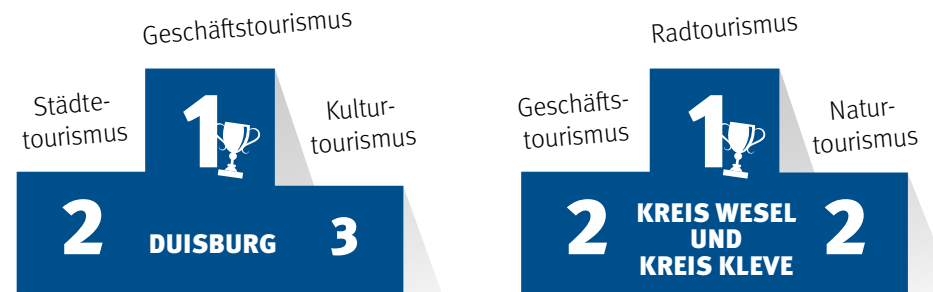 Geschäftstourismus
Städte-
tourismus
1
Kultur-
tourismus
2
DUISBURG
3
Radtourismus
Geschäfts-
tourismus
1
Natur-
tourismus
2
KREIS WESEL
UND
KREIS KLEVE
2